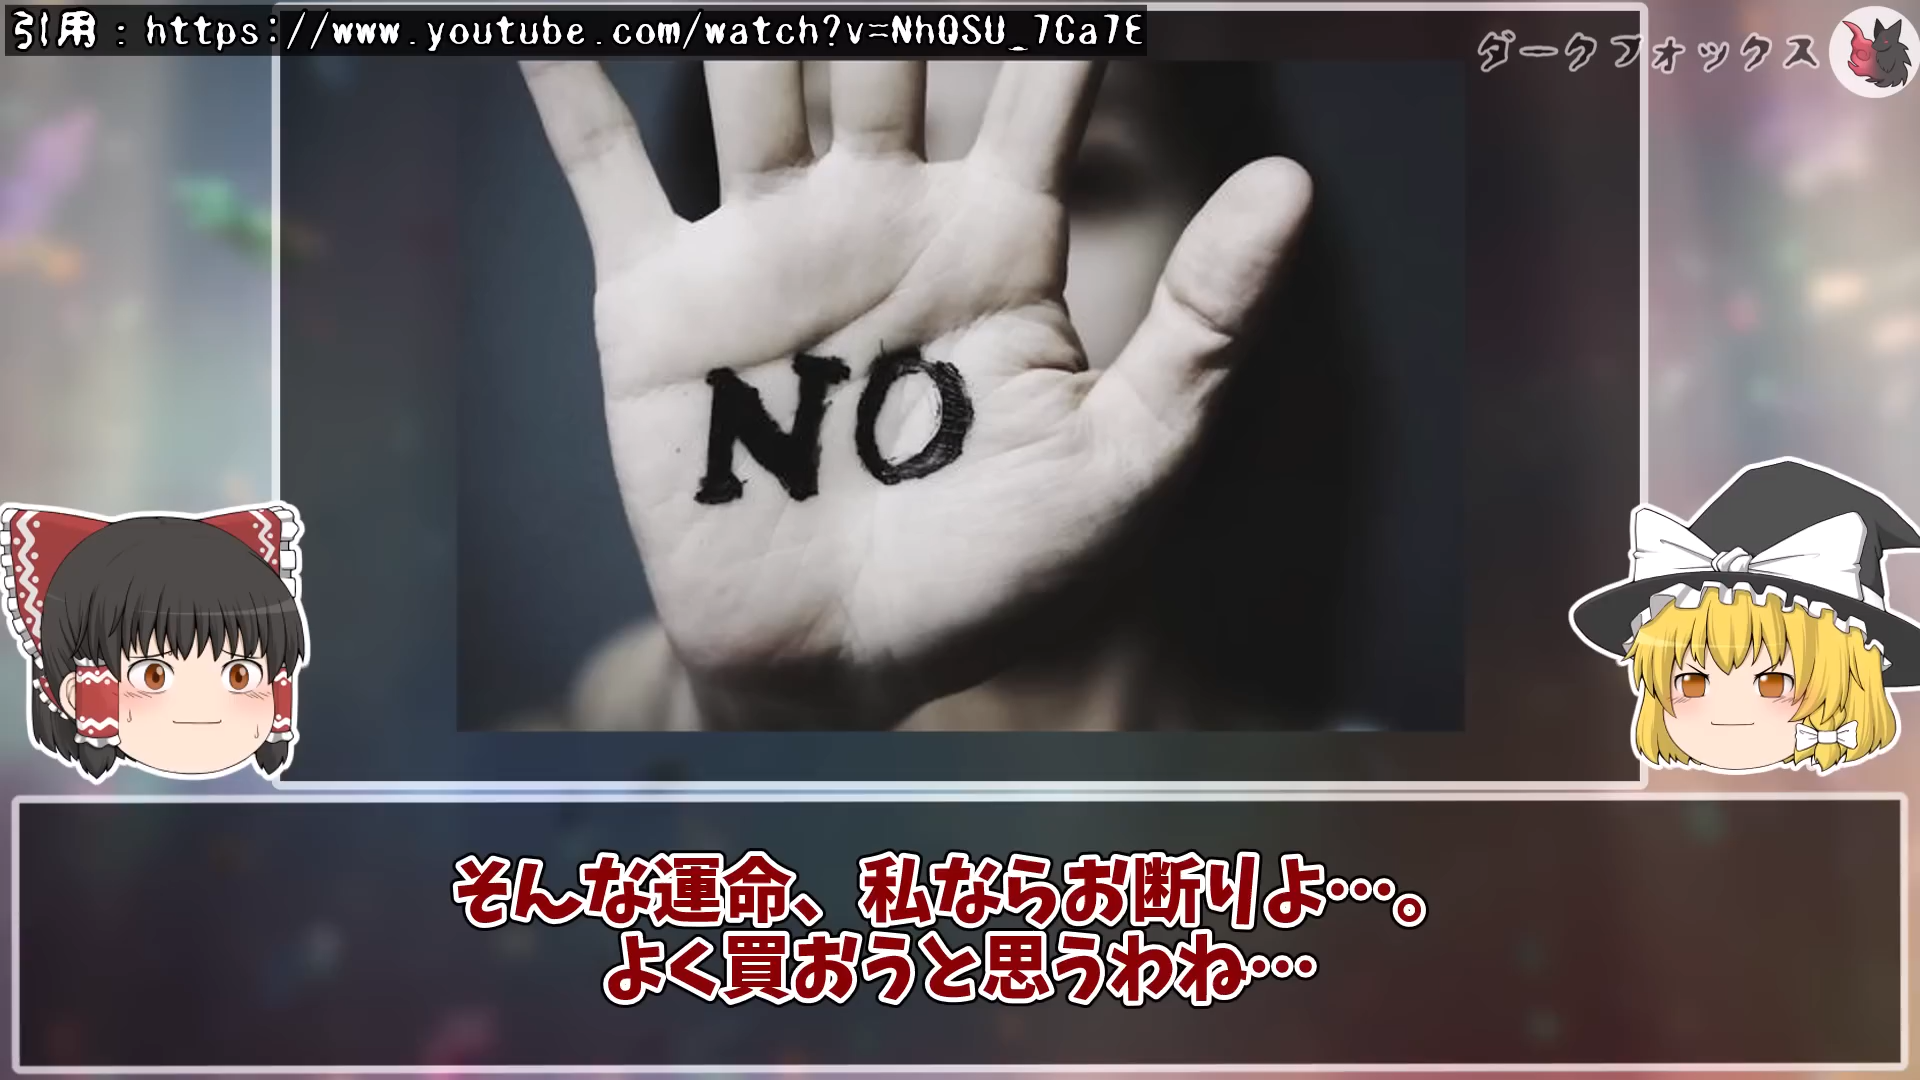 引用：https://www.youtube.com/watch?v=NhQSU_7Ca7E
ダークフォックス
NO
そんな運命、私ならお断りよ…。
よく買おうと思うわね…